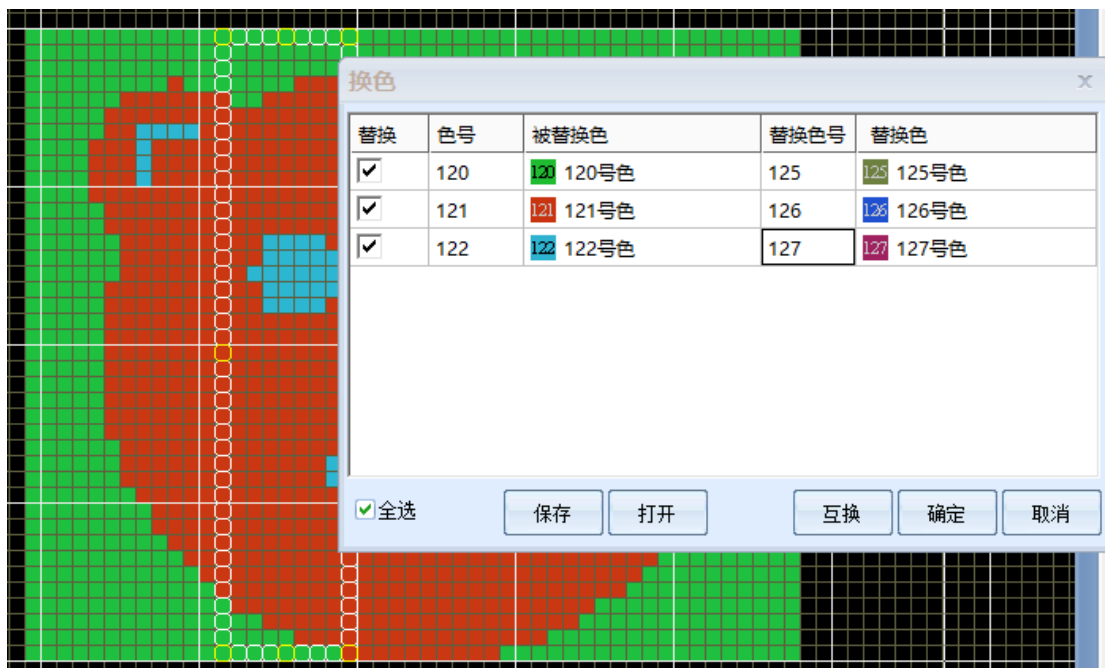 换色
替换 色号 被替换色 替换色号 替换色
120 120 120号色 125 125 125号色
121 121 121号色 126 126 126号色
122 122 122号色 127 127 127号色
全选 保存 打开 互换 确定 取消